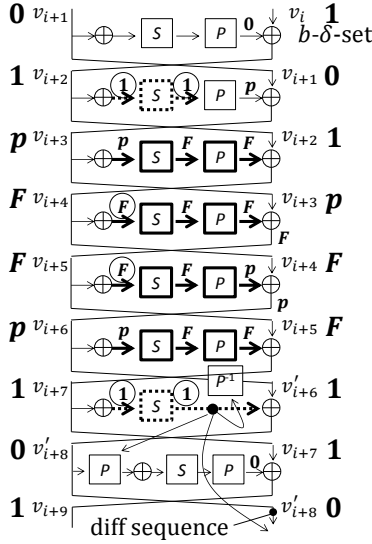 0 v_{i+1} S P 0 v_i 1
b-δ-set
1 v_{i+2} 1 S 1 P p v_{i+1} 0
p v_{i+3} p S F P F v_{i+2} 1
F v_{i+4} F S F P F v_{i+3} p
F
F v_{i+5} F S F P p v_{i+4} F
p
p v_{i+6} p S F P F v_{i+5} F
P^{-1}
1 v_{i+7} 1 S 1 v'_{i+6} 1
0 v'_{i+8} P S P 0 v_{i+7} 1
1 v_{i+9} v'_{i+8} 0
diff sequence